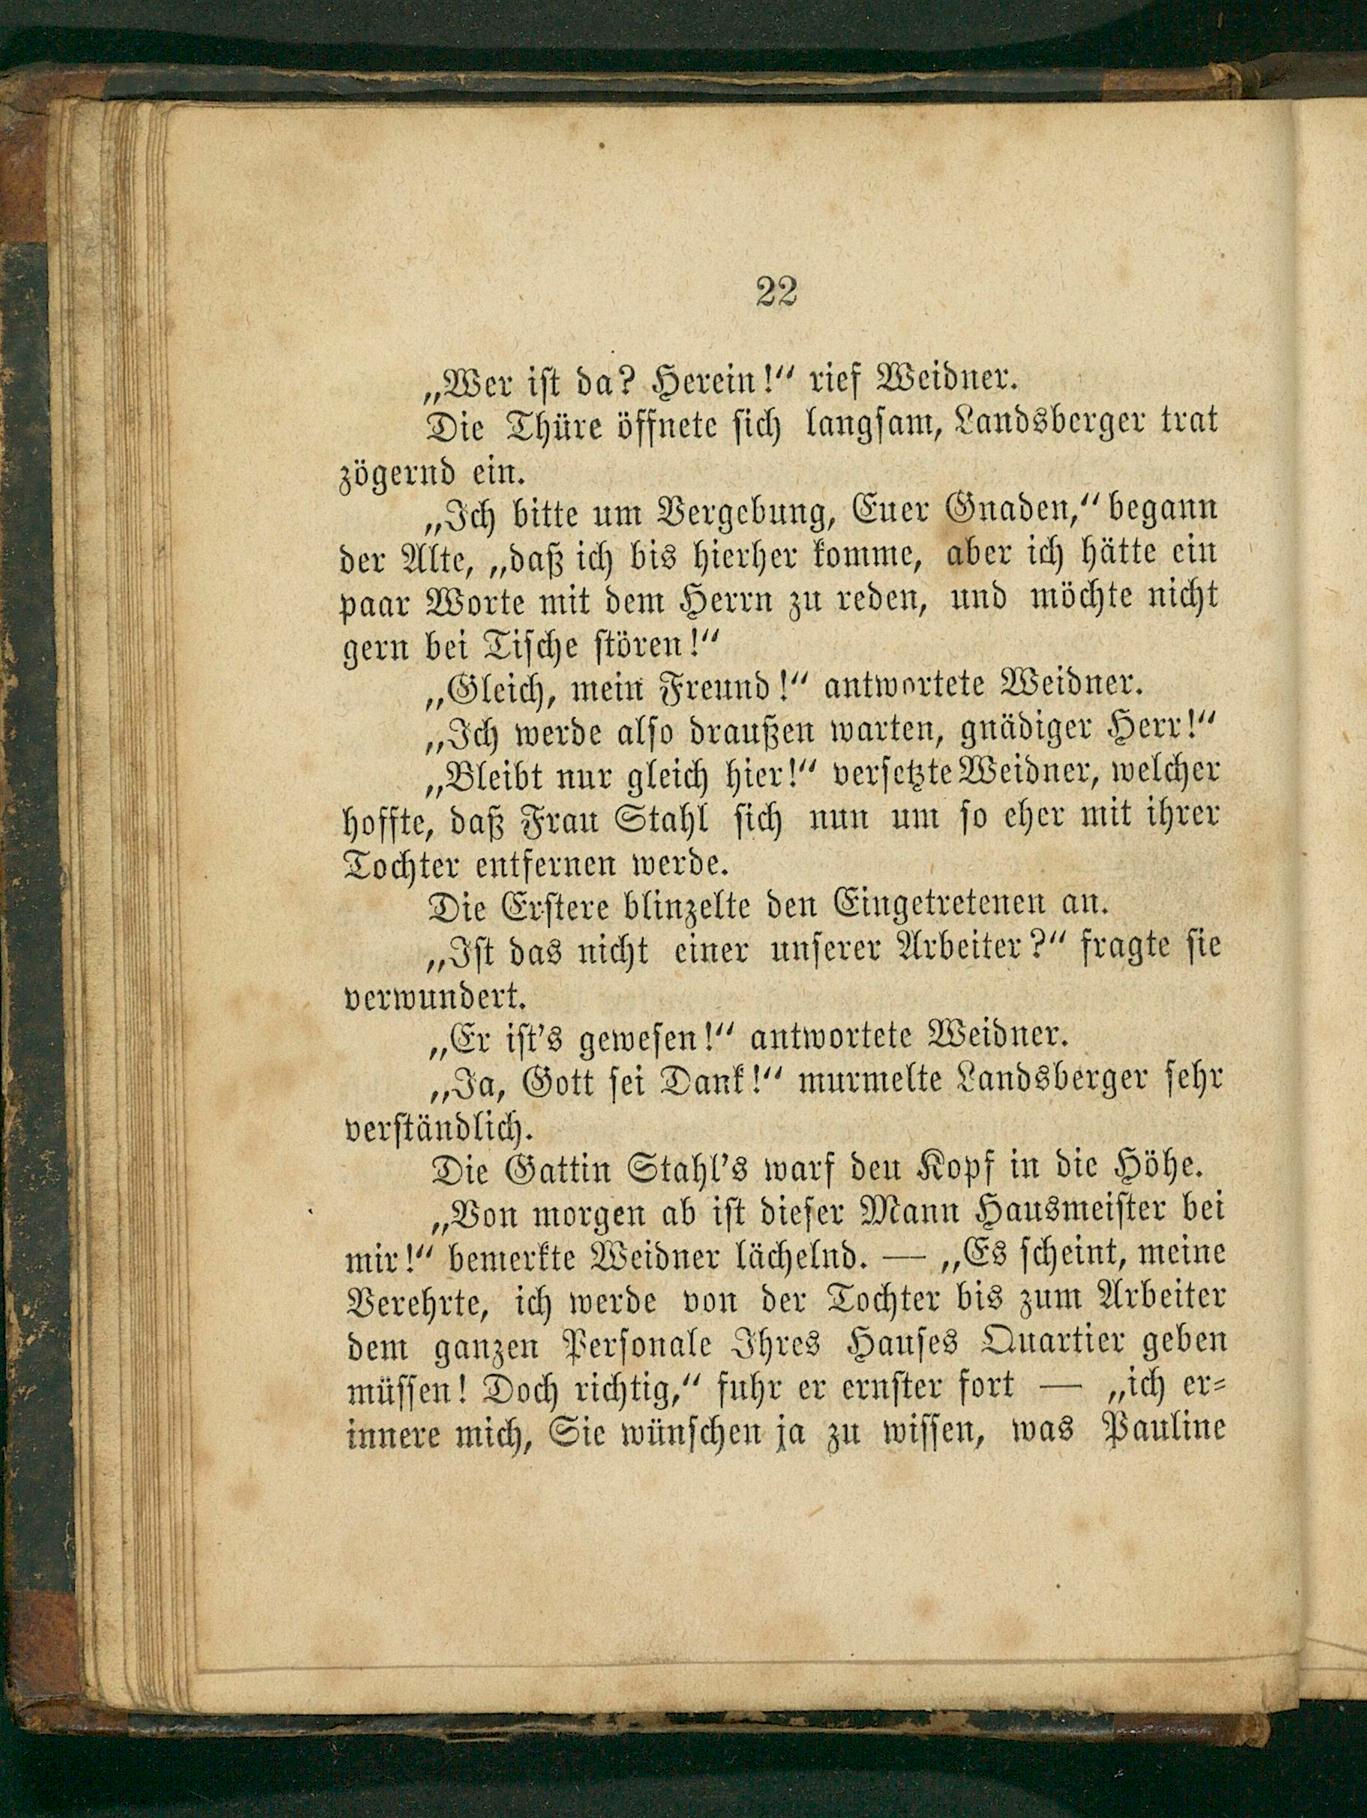 22
„Wer ist da? Herein!“ rief Weidner.
Die Thüre öffnete sich langsam, Landsberger trat
zögernd ein.
„Ich bitte um Vergebung, Euer Gnaden,“ begann
der Alte, „daß ich bis hierher komme, aber ich hätte ein
paar Worte mit dem Herrn zu reden, und möchte nicht
gern bei Tische stören!“
„Gleich, mein Freund!“ antwortete Weidner.
„Ich werde also draußen warten, gnädiger Herr!“
„Bleibt nur gleich hier!“ versetzte Weidner, welcher
hoffte, daß Frau Stahl sich nun um so eher mit ihrer
Tochter entfernen werde.
Die Erstere blinzelte den Eingetretenen an.
„Ist das nicht einer unserer Arbeiter?“ fragte sie
verwundert.
„Er ist's gewesen!“ antwortete Weidner.
„Ja, Gott sei Dank!“ murmelte Landsberger sehr
verständlich.
Die Gattin Stahl's warf den Kopf in die Höhe.
„Von morgen ab ist dieser Mann Hausmeister bei
mir!“ bemerkte Weidner lächelnd. — „Es scheint, meine
Verehrte, ich werde von der Tochter bis zum Arbeiter
dem ganzen Personale Ihres Hauses Quartier geben
müssen! Doch richtig,“ fuhr er ernster fort — „ich er-
innere mich, Sie wünschen ja zu wissen, was Pauline